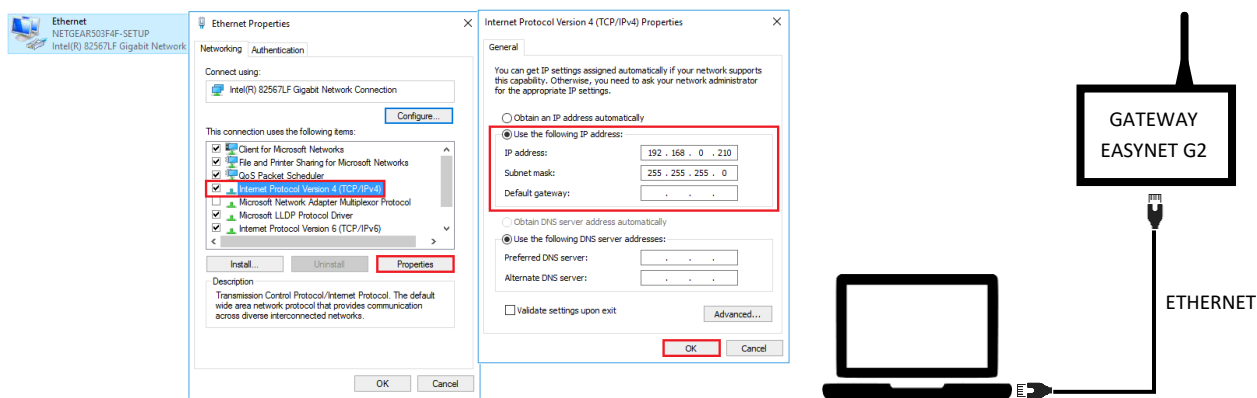 Ethernet
NETGEAR503F4F-SETUP
Intel(R) 82567LF Gigabit Network
Ethernet Properties
Networking
Authentication
Connect using:
Intel(R) 82567LF Gigabit Network Connection
Configure...
This connection uses the following items:
Client for Microsoft Networks
File and Printer Sharing for Microsoft Networks
QoS Packet Scheduler
Internet Protocol Version 4 (TCP/IPv4)
Microsoft Network Adapter Multiplexor Protocol
Microsoft LLDP Protocol Driver
Internet Protocol Version 6 (TCP/IPv6)
Install...
Uninstall
Properties
Description
Transmission Control Protocol/Internet Protocol. The default
wide area network protocol that provides communication
across diverse interconnected networks.
OK
Cancel
Internet Protocol Version 4 (TCP/IPv4) Properties
General
You can get IP settings assigned automatically if your network supports
this capability. Otherwise, you need to ask your network administrator
for the appropriate IP settings.
Obtain an IP address automatically
Use the following IP address:
IP address: 192 . 168 . 0 . 210
Subnet mask: 255 . 255 . 255 . 0
Default gateway: . . .
Obtain DNS server address automatically
Use the following DNS server addresses:
Preferred DNS server: . . .
Alternate DNS server: . . .
Validate settings upon exit
Advanced...
OK
Cancel
GATEWAY
EASYNET G2
ETHERNET